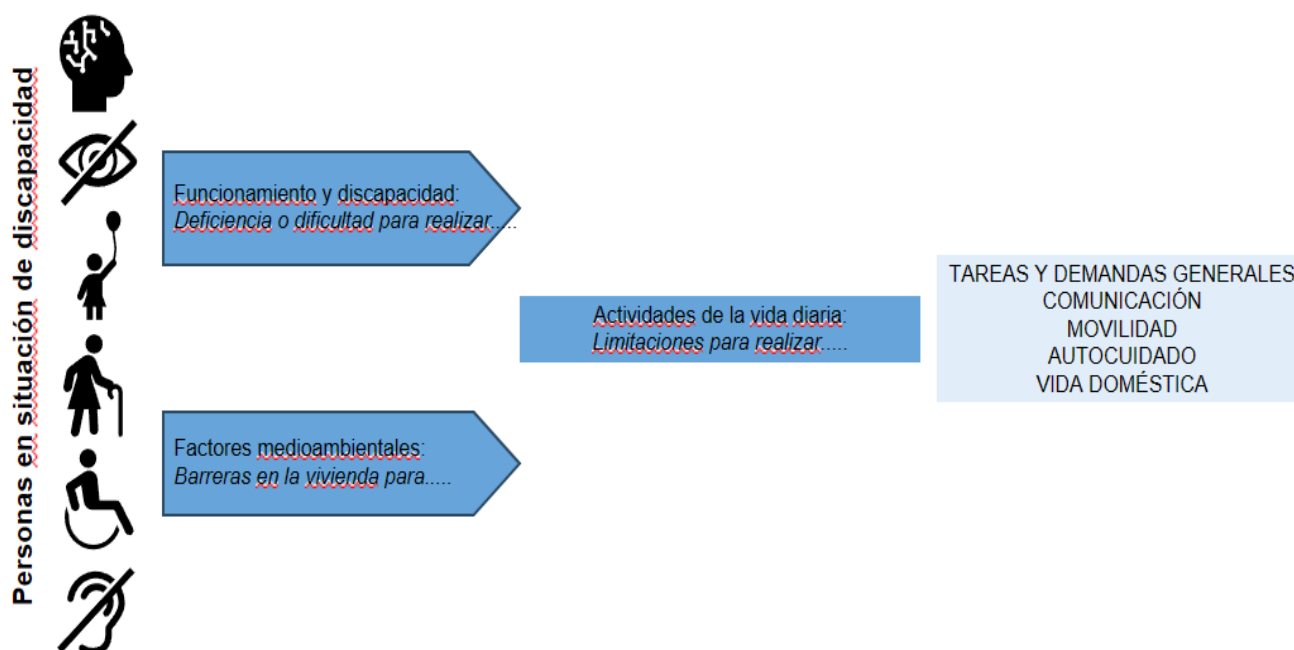 Personas en situación de discapacidad
Funcionamiento y discapacidad:
Deficiencia o dificultad para realizar.....
Actividades de la vida diaria:
Limitaciones para realizar.....
TAREAS Y DEMANDAS GENERALES
COMUNICACIÓN
MOVILIDAD
AUTOCUIDADO
VIDA DOMÉSTICA
Factores medioambientales:
Barreras en la vivienda para.....